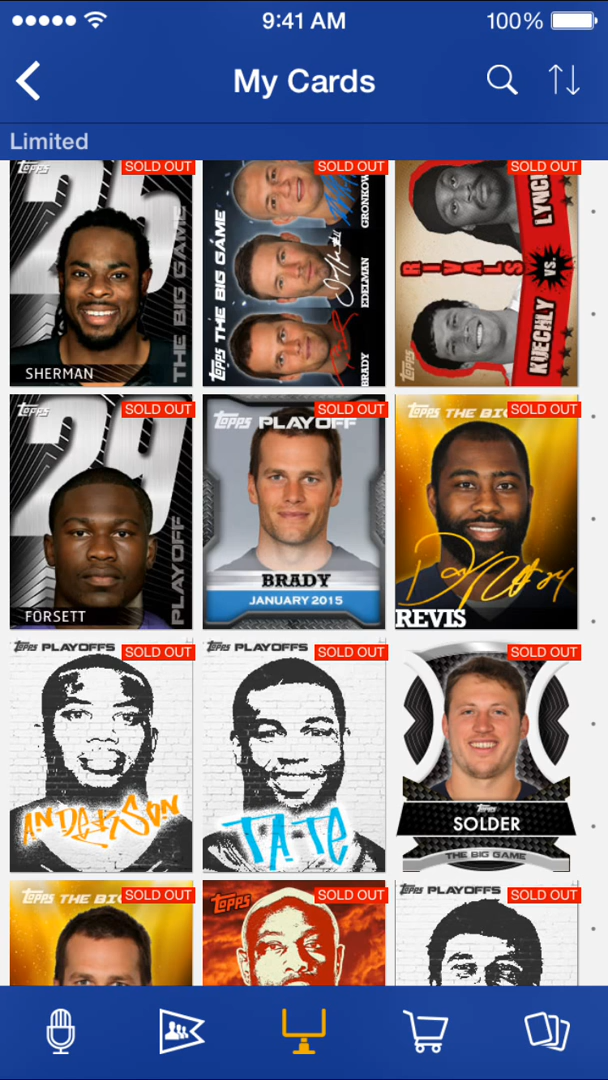 9:41 AM 100%
My Cards
Limited
25
Topps
SOLD OUT
THE BIG GAME
SHERMAN
SOLD OUT
Topps THE BIG GAME
BRADY
EDELMAN
GRONKOW
SOLD OUT
Topps
RIVALS
KUECHLY VS. LYNCH
29
Topps
SOLD OUT
PLAYOFF
FORSETT
SOLD OUT
Topps PLAYOFF
BRADY
JANUARY 2015
SOLD OUT
Topps THE BIG
REVIS
SOLD OUT
Topps PLAYOFFS
ANDERSON
SOLD OUT
Topps PLAYOFFS
TATE
SOLD OUT
Topps
SOLDER
THE BIG GAME
SOLD OUT
Topps THE BIG
SOLD OUT
Topps
SOLD OUT
Topps PLAYOFFS